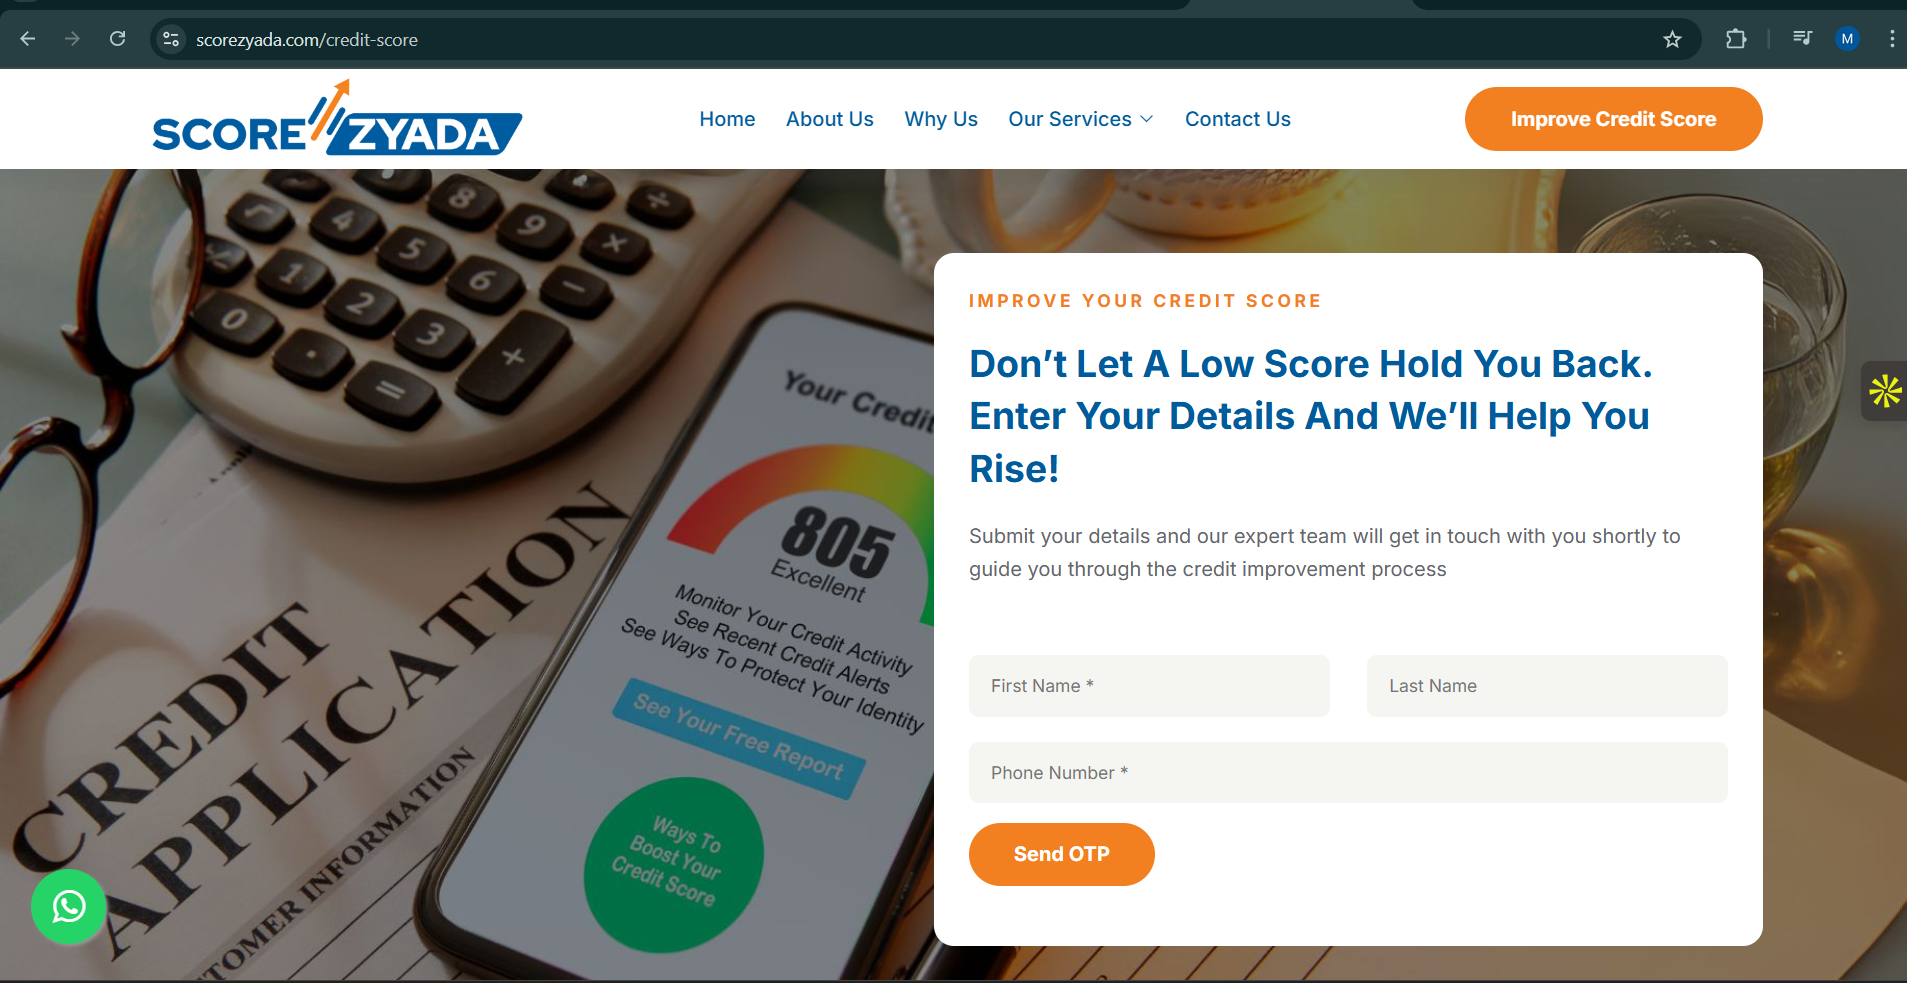 scorezyada.com/credit-score
M
SCORE ZYADA
Home
About Us
Why Us
Our Services
Contact Us
Improve Credit Score
8
÷
√
4
9
5
×
%
1
6
2
−
0
3
.
+
=
Your Credit
805
Excellent
Monitor Your Credit Activity
See Recent Credit Alerts
See Ways To Protect Your Identity
See Your Free Report
Ways To
Boost Your
Credit Score
CREDIT
APPLICATION
TOMER INFORMATION
IMPROVE YOUR CREDIT SCORE
Don’t Let A Low Score Hold You Back.
Enter Your Details And We’ll Help You
Rise!
Submit your details and our expert team will get in touch with you shortly to
guide you through the credit improvement process
First Name *
Last Name
Phone Number *
Send OTP